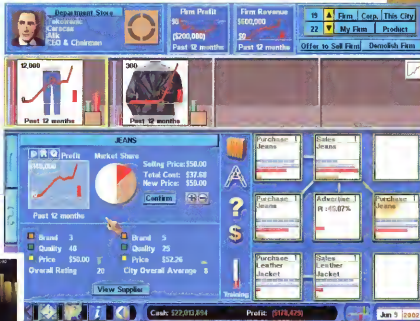 Department Store
Caracas
CEO & Chairman
Firm Profit
$0
($200,000)
Past 12 months
Firm Revenue
$600,000
Past 12 months
19 Firm Corp. This City
22 My Firm Product
Offer to Sell Firm Demolish Firm
12,000
Past 12 months
300
Past 12 months
JEANS
P R Q Profit
Past 12 months
Market Share
Selling Price: $50.00
Total Cost: $37.68
New Price: $50.00
Confirm
Brand 3
Quality 48
Price $50.00
Overall Rating 20
Brand 5
Quality 25
Price $52.26
City Overall Average 8
View Supplier
Training
Purchase Jeans
Sales Jeans
Purchase Jeans
Advertise
Purchase Jeans
Purchase Leather Jacket
Sales Leather Jacket
Cash: $22,013,894
Profit: ($178,429)
Jun 5